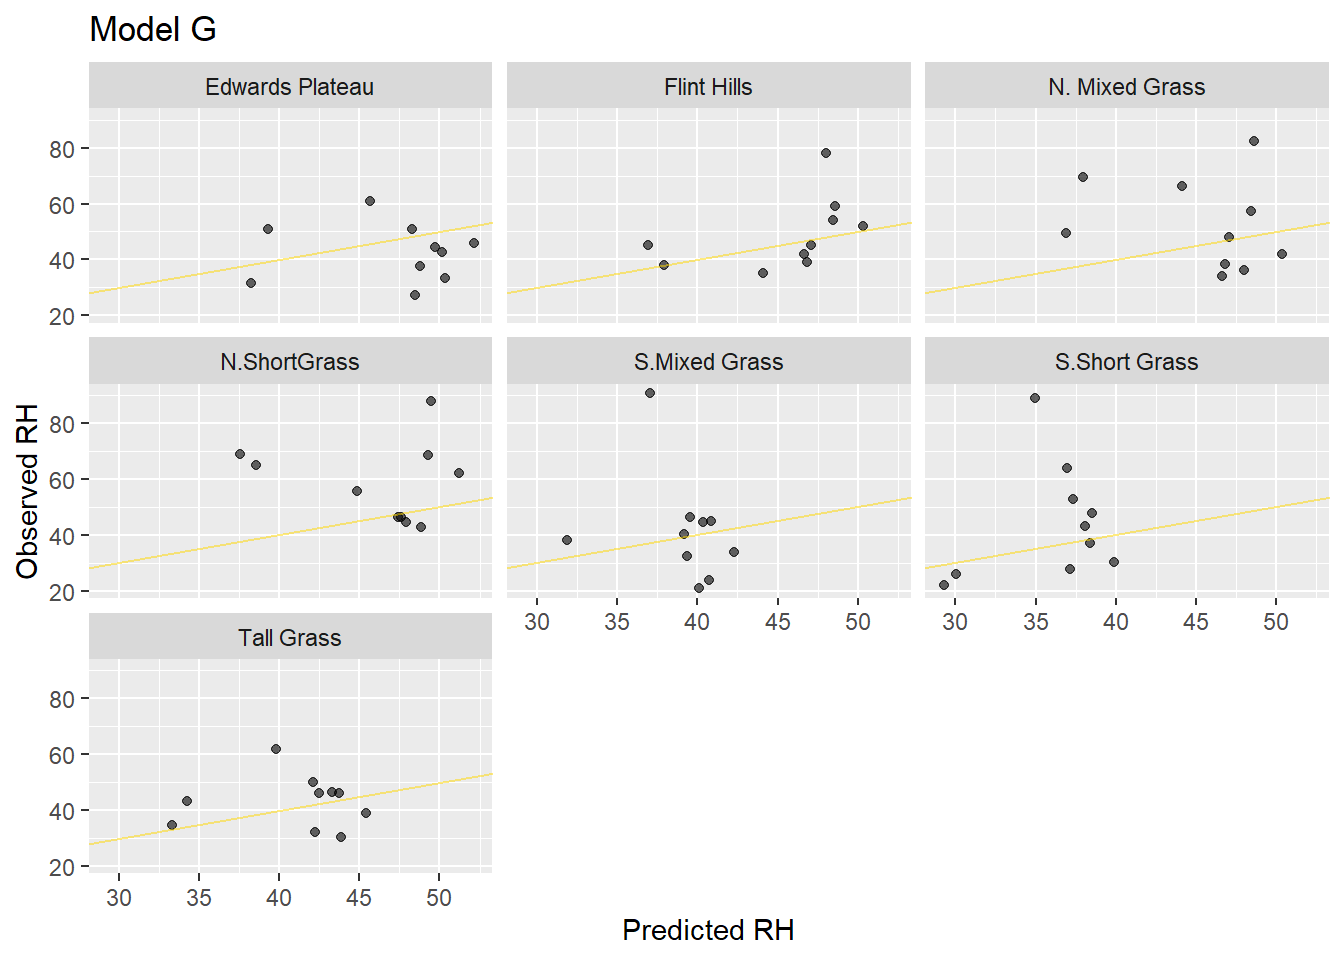 Model G
Edwards Plateau
Flint Hills
N. Mixed Grass
80
60
40
20
N.ShortGrass
S.Mixed Grass
S.Short Grass
Observed RH
80
60
40
20
30 35 40 45 50
30 35 40 45 50
Tall Grass
80
60
40
20
30 35 40 45 50
Predicted RH